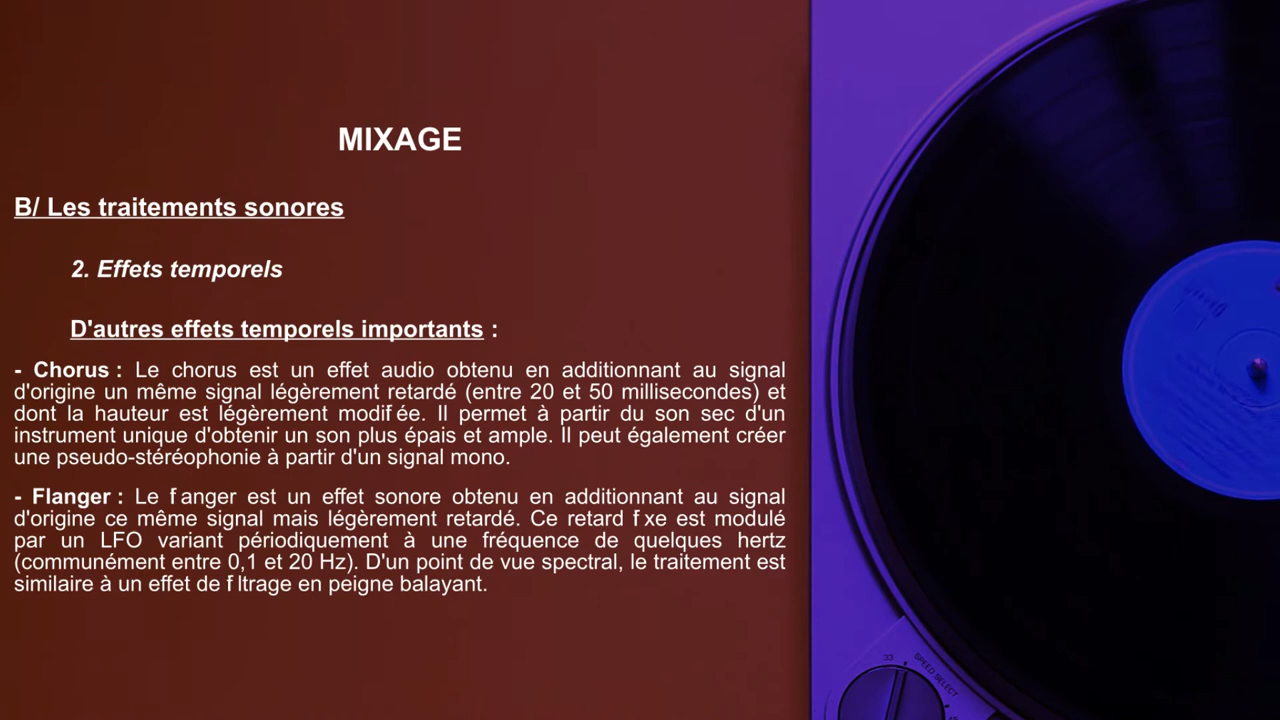 MIXAGE
B/ Les traitements sonores
2. Effets temporels
D'autres effets temporels importants :
- Chorus : Le chorus est un effet audio obtenu en additionnant au signal
d'origine un même signal légèrement retardé (entre 20 et 50 millisecondes) et
dont la hauteur est légèrement modif ée. Il permet à partir du son sec d'un
instrument unique d'obtenir un son plus épais et ample. Il peut également créer
une pseudo-stéréophonie à partir d'un signal mono.
- Flanger : Le f anger est un effet sonore obtenu en additionnant au signal
d'origine ce même signal mais légèrement retardé. Ce retard f xe est modulé
par un LFO variant périodiquement à une fréquence de quelques hertz
(communément entre 0,1 et 20 Hz). D'un point de vue spectral, le traitement est
similaire à un effet de f ltrage en peigne balayant.
33
SPEED SELECT